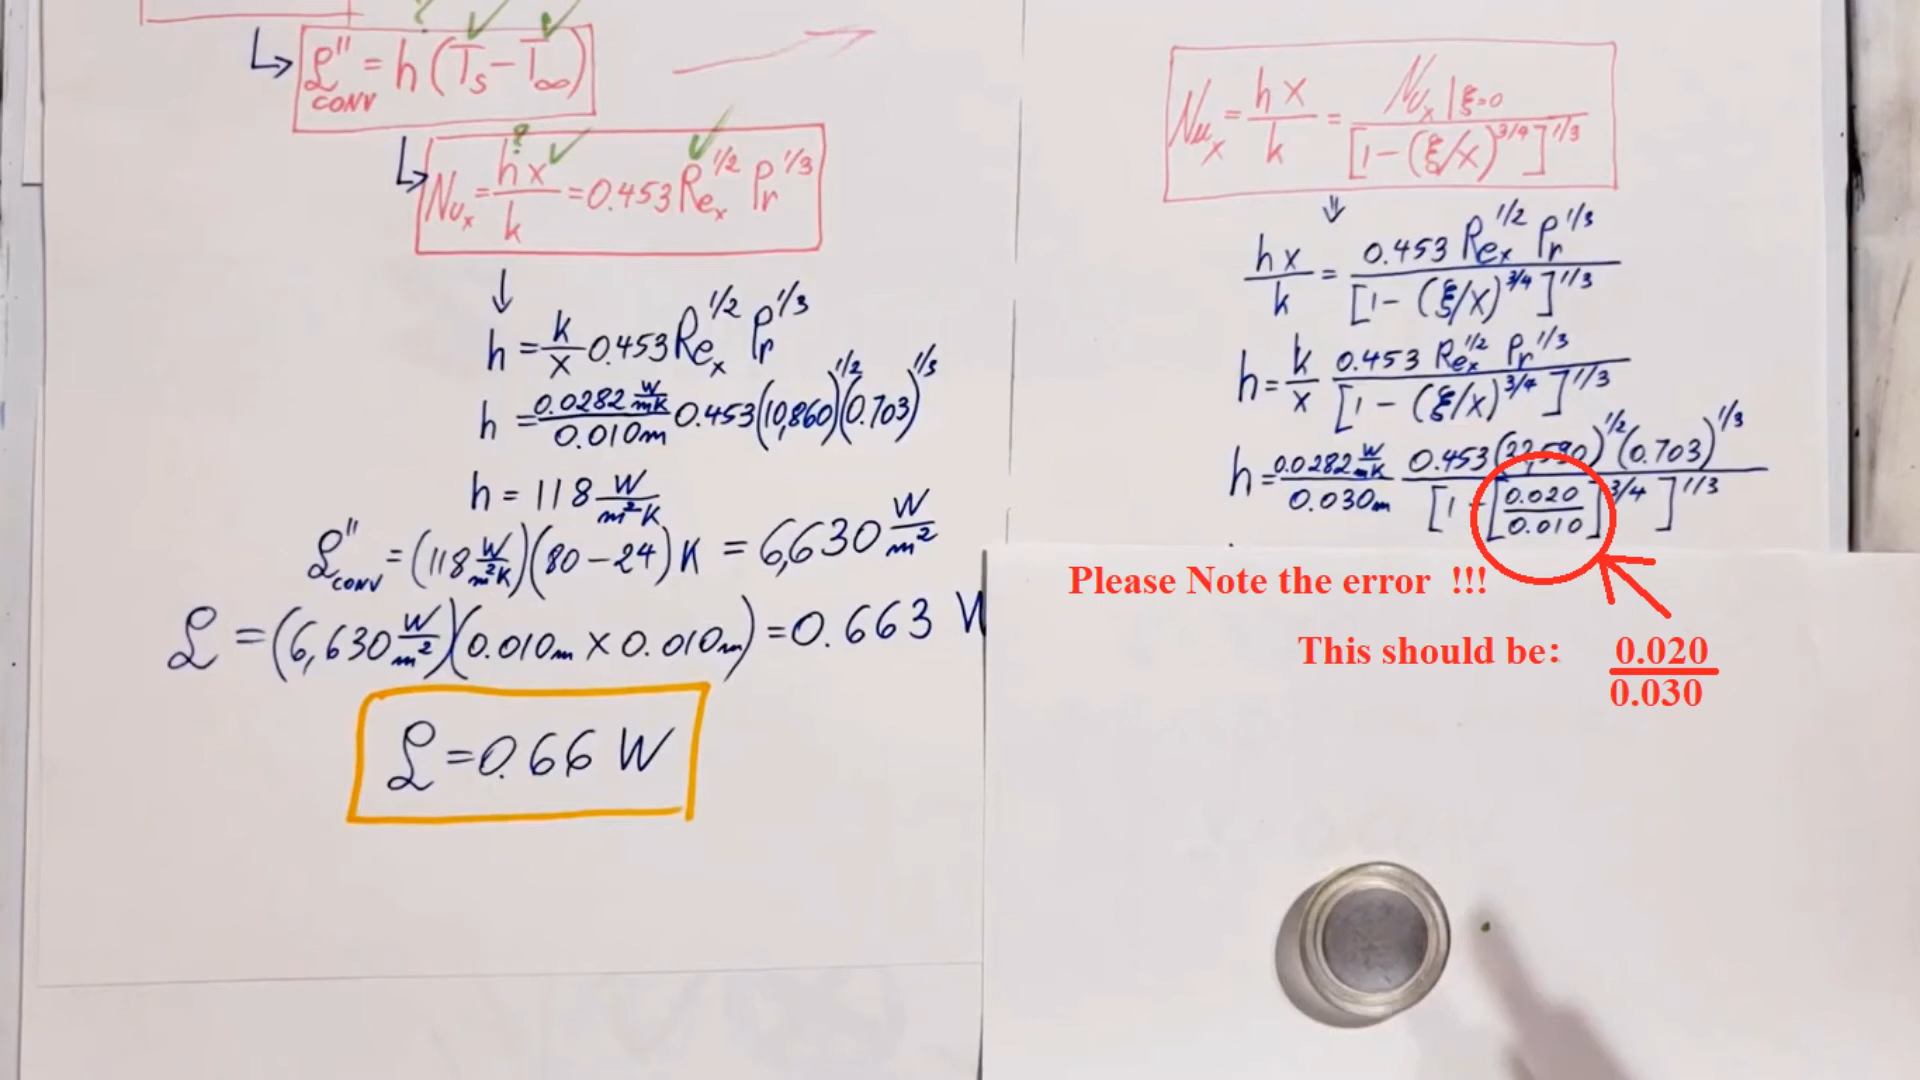 q''conv = h (Ts - T∞)
Nux = hx/k = 0.453 Rex^1/2 Pr^1/3
h = k/x 0.453 Rex^1/2 Pr^1/3
h = 0.0282 W/mK / 0.010m 0.453 (10,860)^1/2 (0.703)^1/3
h = 118 W/m²K
q''conv = (118 W/m²K)(80 - 24) K = 6,630 W/m²
q = (6,630 W/m²)(0.010m x 0.010m) = 0.663 W
q = 0.66 W
Nux = hx/k = Nux|ξ=0 / [1 - (ξ/x)^3/4]^1/3
hx/k = 0.453 Rex^1/2 Pr^1/3 / [1 - (ξ/x)^3/4]^1/3
h = k/x 0.453 Rex^1/2 Pr^1/3 / [1 - (ξ/x)^3/4]^1/3
h = 0.0282 W/mK / 0.030m 0.453 (32,590)^1/2 (0.703)^1/3 / [1 - [0.020/0.010]^3/4]^1/3
Please Note the error !!!
This should be: 0.020
0.030